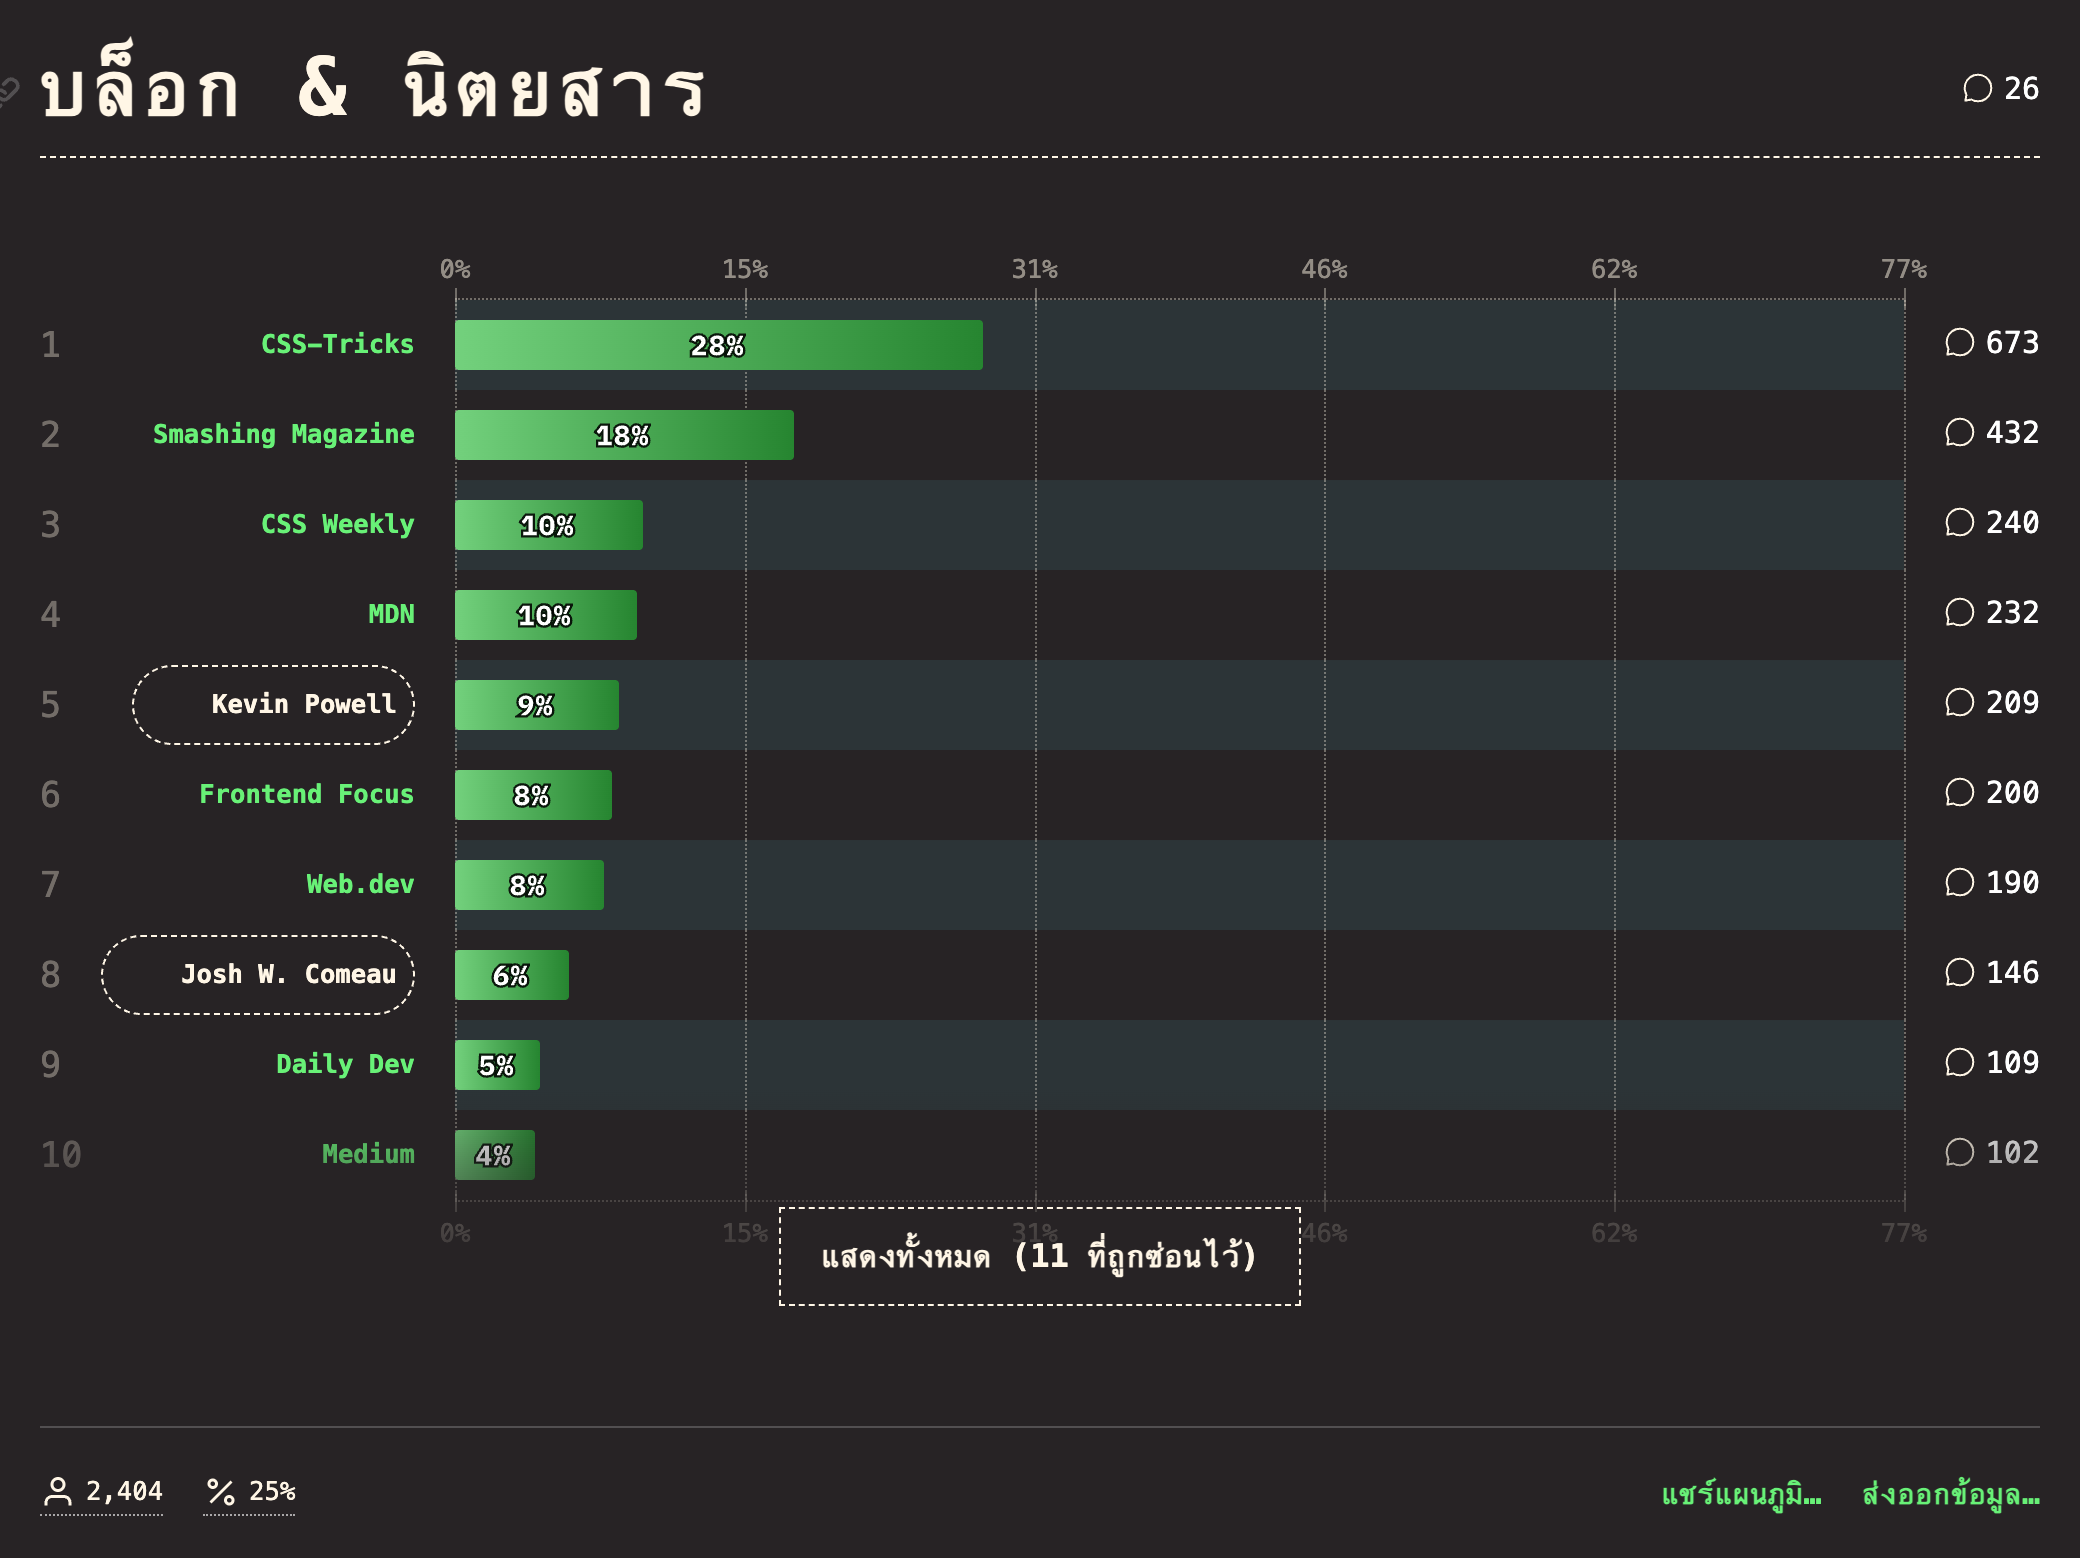 บล็อก & นิตยสาร 26
0% 15% 31% 46% 62% 77%
1 CSS-Tricks 28% 673
2 Smashing Magazine 18% 432
3 CSS Weekly 10% 240
4 MDN 10% 232
5 Kevin Powell 9% 209
6 Frontend Focus 8% 200
7 Web.dev 8% 190
8 Josh W. Comeau 6% 146
9 Daily Dev 5% 109
10 Medium 4% 102
0% 15% 31% 46% 62% 77%
แสดงทั้งหมด (11 ที่ถูกซ่อนไว้)
2,404 25% แชร์แผนภูมิ… ส่งออกข้อมูล…